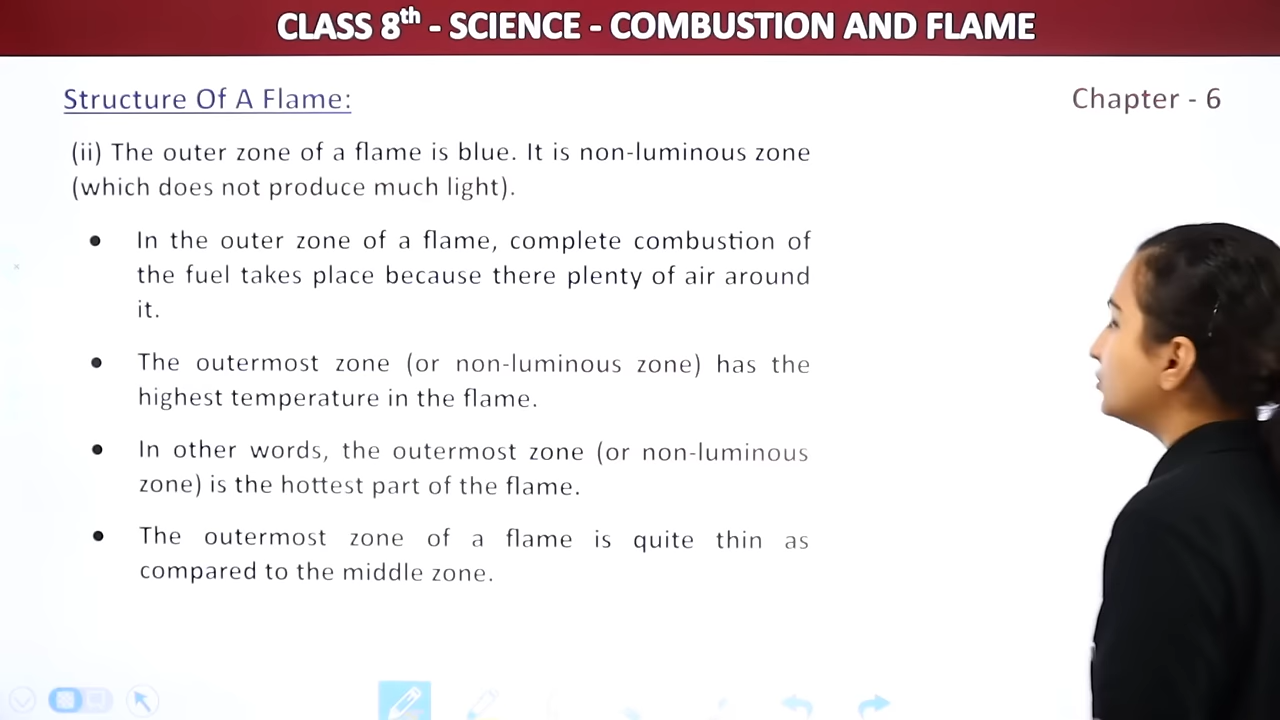 CLASS 8th - SCIENCE - COMBUSTION AND FLAME
Structure Of A Flame:
Chapter - 6
(ii) The outer zone of a flame is blue. It is non-luminous zone
(which does not produce much light).
● In the outer zone of a flame, complete combustion of
the fuel takes place because there plenty of air around
it.
● The outermost zone (or non-luminous zone) has the
highest temperature in the flame.
● In other words, the outermost zone (or non-luminous
zone) is the hottest part of the flame.
● The outermost zone of a flame is quite thin as
compared to the middle zone.